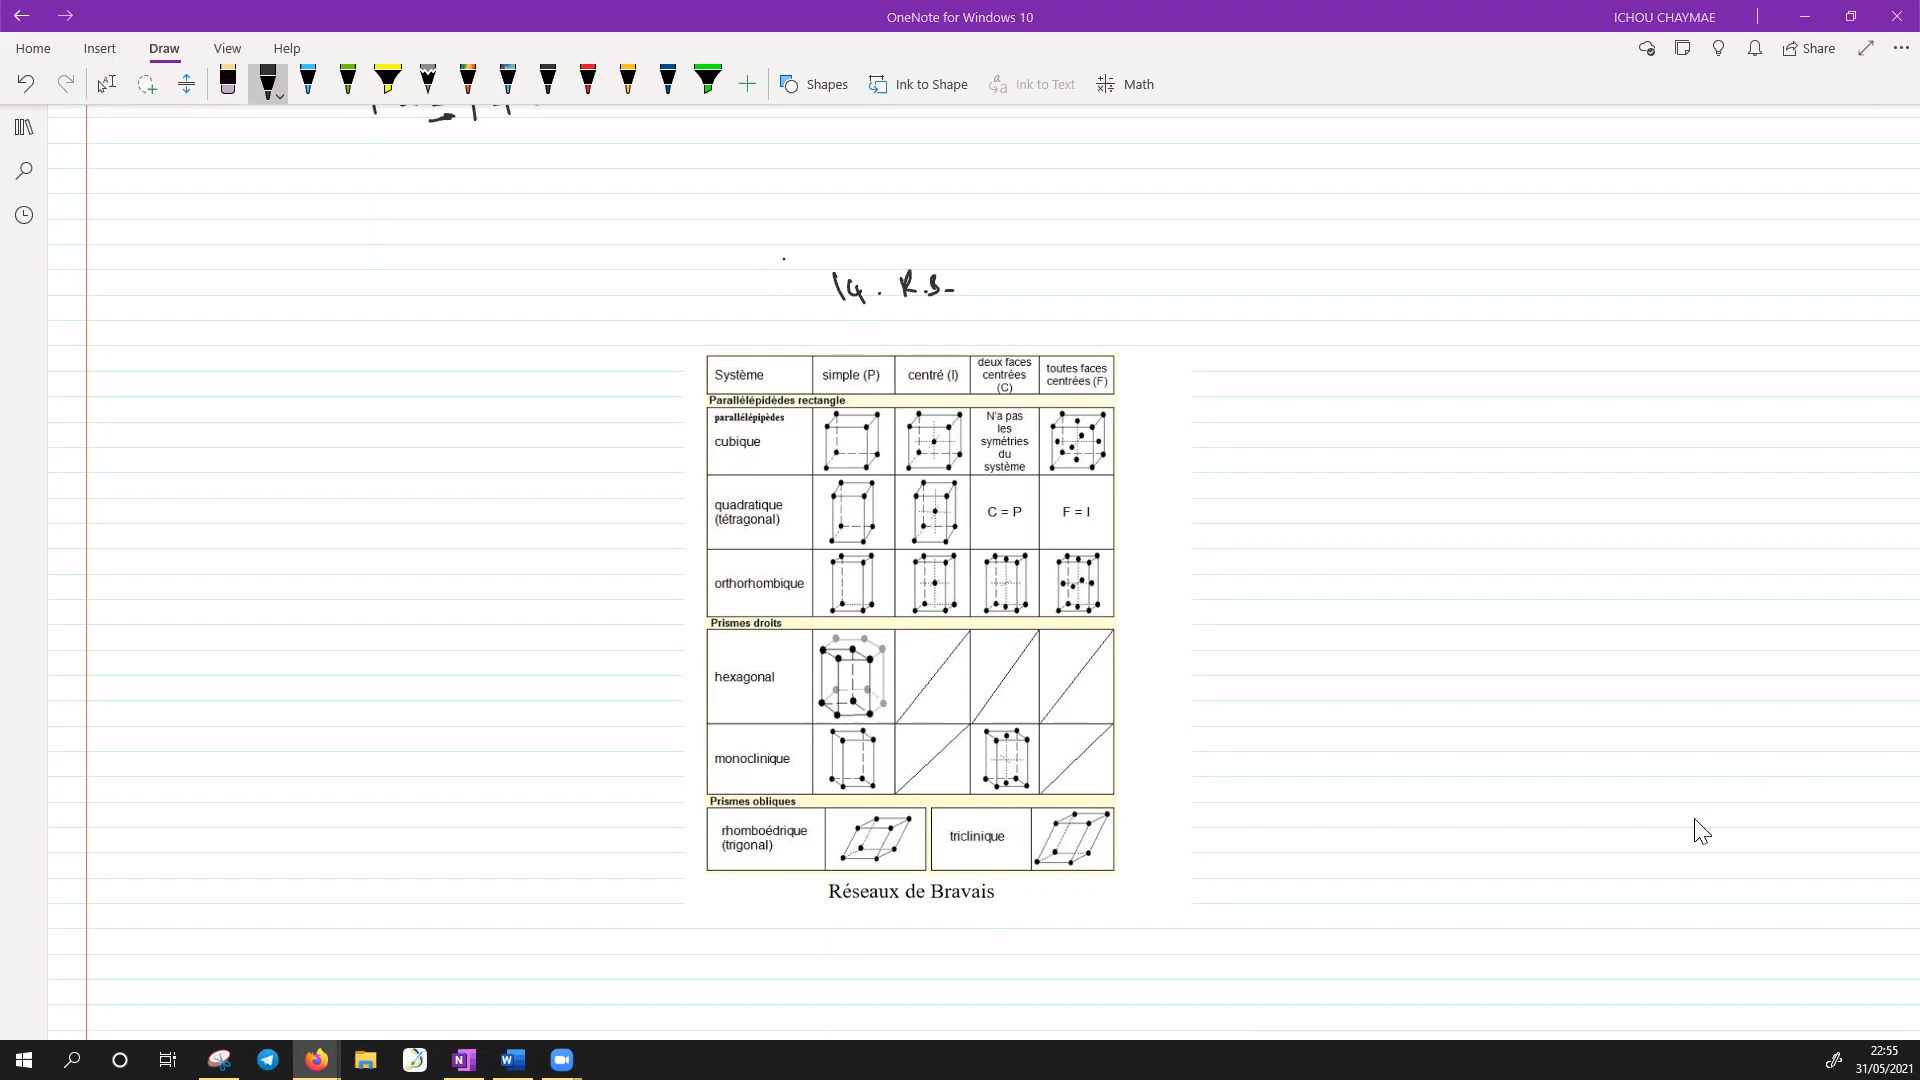 OneNote for Windows 10
ICHOU CHAYMAE
Home Insert Draw View Help
Share
Shapes Ink to Shape Ink to Text Math
14. R.B-
Système simple (P) centré (I) deux faces centrées (C) toutes faces centrées (F)
Parallélépidèdes rectangle
parallélépipèdes
cubique
N'a pas
les
symétries
du
système
quadratique
(tétragonal)
C = P F = I
orthorhombique
Prismes droits
hexagonal
monoclinique
Prismes obliques
rhomboédrique
(trigonal)
triclinique
Réseaux de Bravais
22:55
31/05/2021